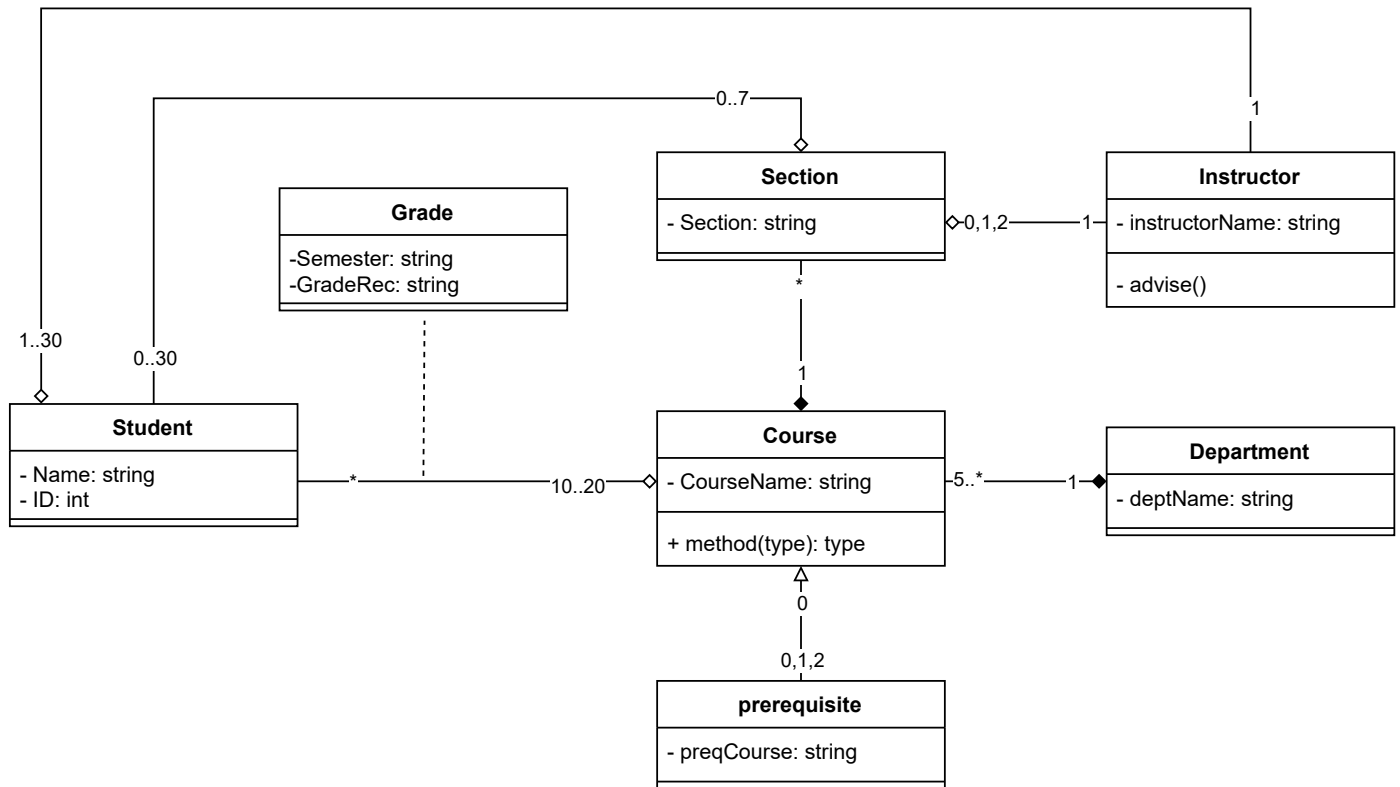 0..7
1
Section
- Section: string
0,1,2
1
Instructor
- instructorName: string
- advise()
Grade
-Semester: string
-GradeRec: string
*
1..30
0..30
1
Student
- Name: string
- ID: int
*
10..20
Course
- CourseName: string
+ method(type): type
5..*
1
Department
- deptName: string
0
0,1,2
prerequisite
- preqCourse: string